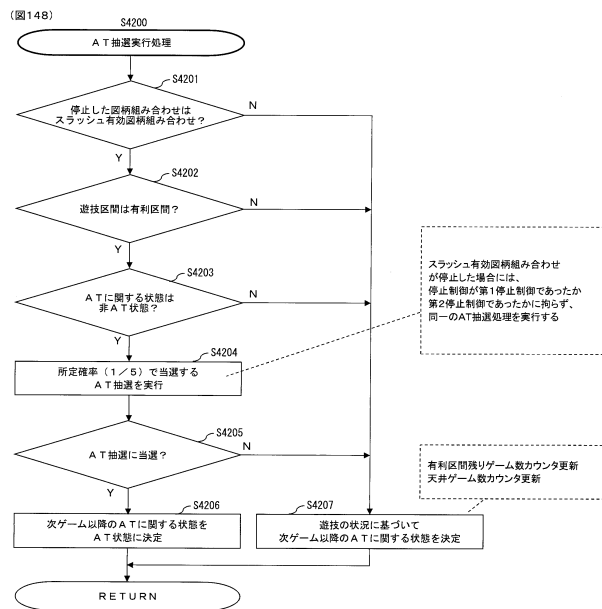 (図148)
S4200
AT抽選実行処理
S4201
停止した図柄組み合わせは
スラッシュ有効図柄組み合わせ？
N
Y
S4202
遊技区間は有利区間？
N
Y
S4203
ATに関する状態は
非AT状態？
N
Y
スラッシュ有効図柄組み合わせ
が停止した場合には、
停止制御が第1停止制御であったか
第2停止制御であったかに拘らず、
同一のAT抽選処理を実行する
S4204
所定確率（1／5）で当選する
AT抽選を実行
S4205
AT抽選に当選？
N
Y
有利区間残りゲーム数カウンタ更新
天井ゲーム数カウンタ更新
S4206
次ゲーム以降のATに関する状態を
AT状態に決定
S4207
遊技の状況に基づいて
次ゲーム以降のATに関する状態を決定
RETURN